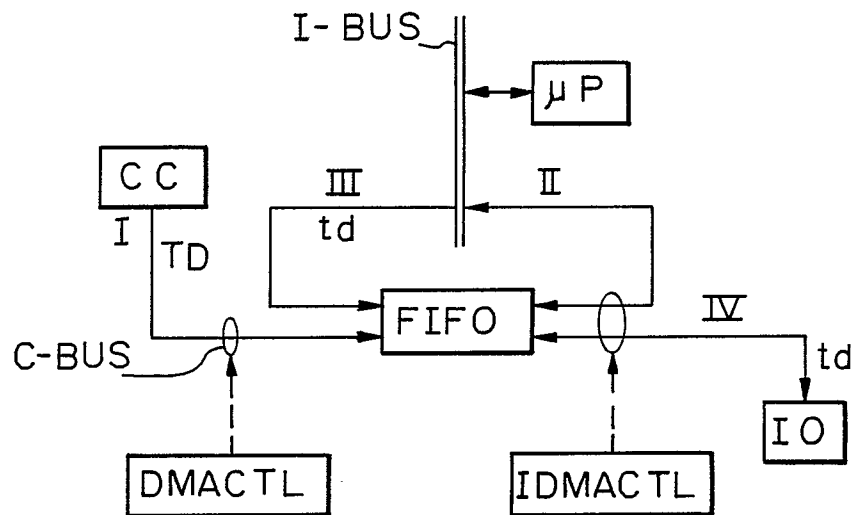 I-BUS
μP
CC
III
II
I
td
TD
FIFO
IV
C-BUS
td
IO
DMACTL
IDMACTL